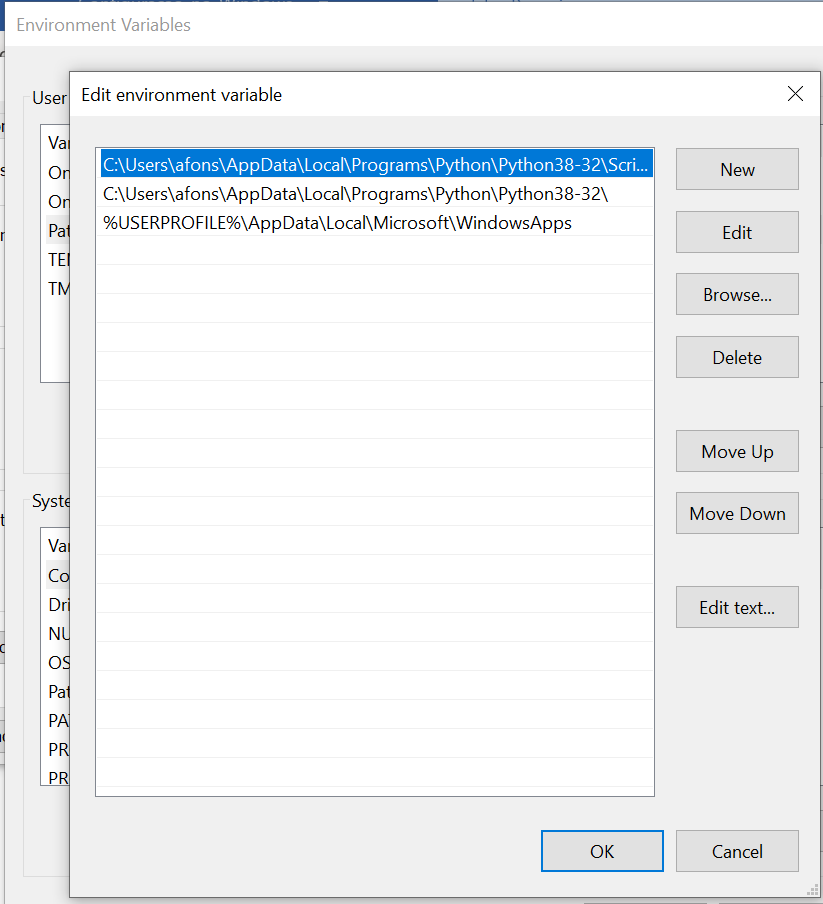 Environment Variables
User
Edit environment variable
Var
On
On
Pat
TEM
TM
C:\Users\afons\AppData\Local\Programs\Python\Python38-32\Scri...
C:\Users\afons\AppData\Local\Programs\Python\Python38-32\
%USERPROFILE%\AppData\Local\Microsoft\WindowsApps
New
Edit
Browse...
Delete
Move Up
Move Down
Edit text...
Syste
Var
Co
Dri
NU
OS
Pat
PA
PR
PR
OK
Cancel